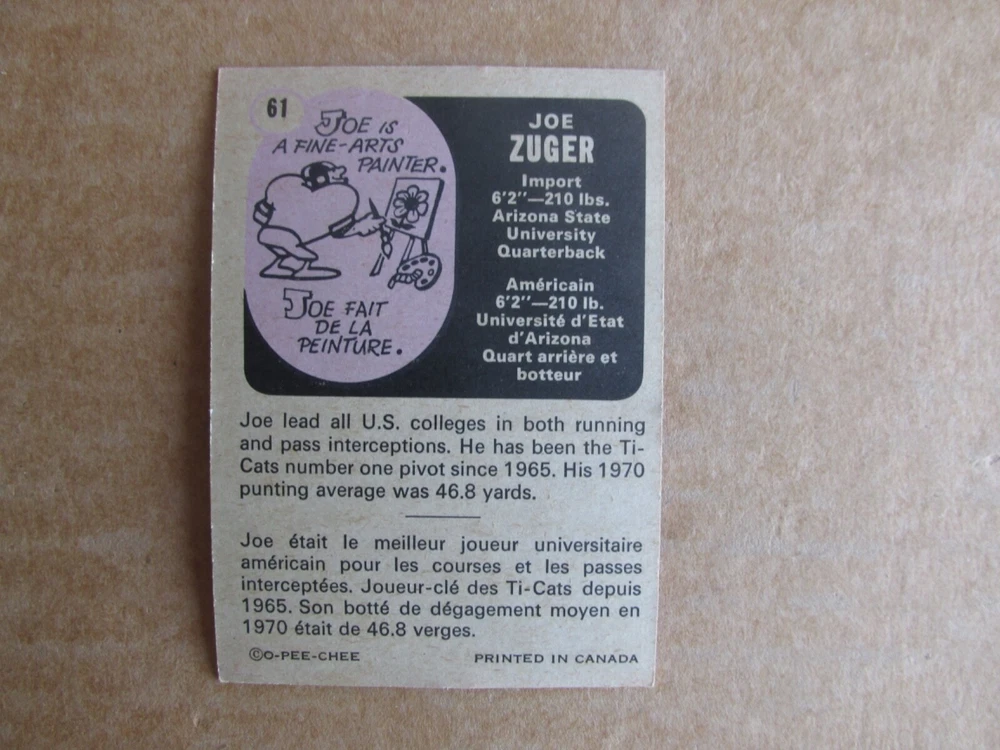 61
JOE IS
A FINE-ARTS
PAINTER.
JOE FAIT
DE LA
PEINTURE.
JOE
ZUGER
Import
6'2"—210 lbs.
Arizona State
University
Quarterback
Américain
6'2"—210 lb.
Université d'Etat
d'Arizona
Quart arrière et
botteur
Joe lead all U.S. colleges in both running
and pass interceptions. He has been the Ti-
Cats number one pivot since 1965. His 1970
punting average was 46.8 yards.
Joe était le meilleur joueur universitaire
américain pour les courses et les passes
interceptées. Joueur-clé des Ti-Cats depuis
1965. Son botté de dégagement moyen en
1970 était de 46.8 verges.
©O-PEE-CHEE PRINTED IN CANADA